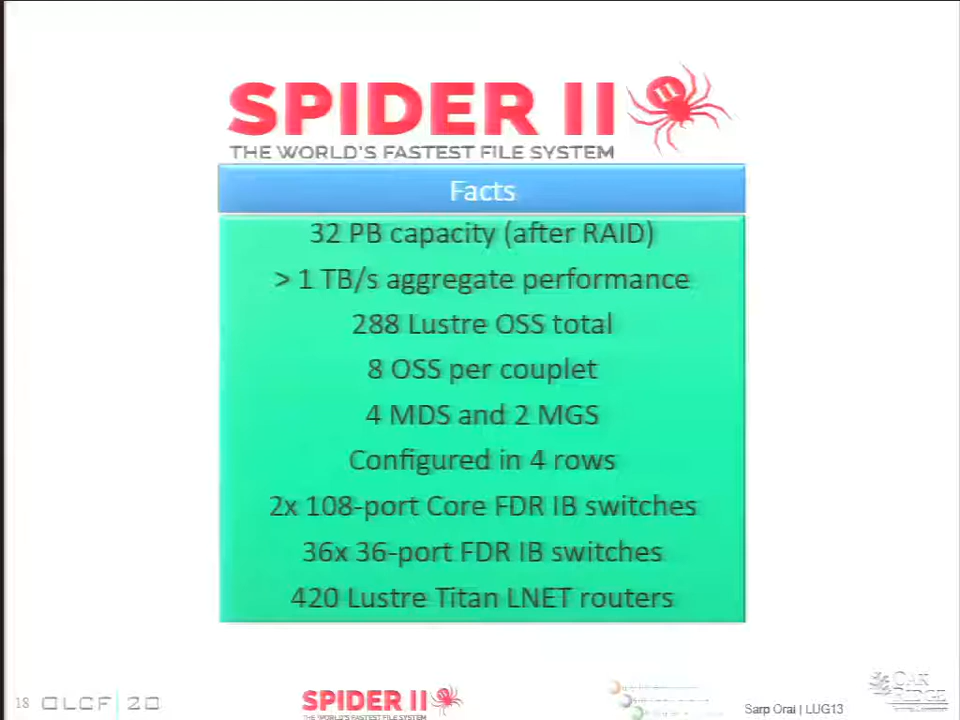 SPIDER II
THE WORLD'S FASTEST FILE SYSTEM
Facts
32 PB capacity (after RAID)
> 1 TB/s aggregate performance
288 Lustre OSS total
8 OSS per couplet
4 MDS and 2 MGS
Configured in 4 rows
2x 108-port Core FDR IB switches
36x 36-port FDR IB switches
420 Lustre Titan LNET routers
18 OLCF | 20
SPIDER II
THE WORLD'S FASTEST FILE SYSTEM
Sarp Oral | LUG13
OAK
RIDGE